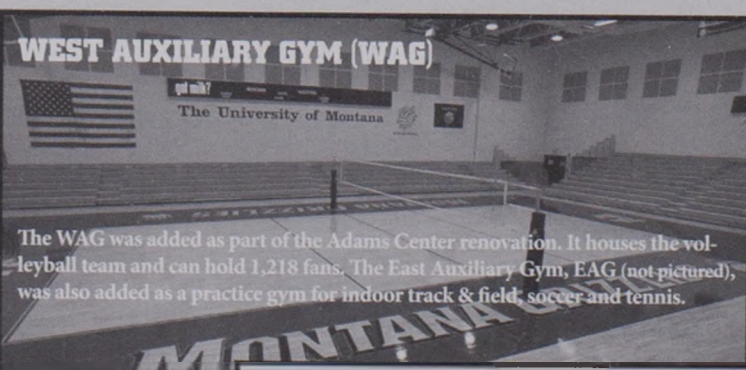 WEST AUXILIARY GYM (WAG)
got milk?
The University of Montana
The WAG was added as part of the Adams Center renovation. It houses the vol-
leyball team and can hold 1,218 fans. The East Auxiliary Gym, EAG (not pictured),
was also added as a practice gym for indoor track & field, soccer and tennis.
MONTANA GRIZZLIES